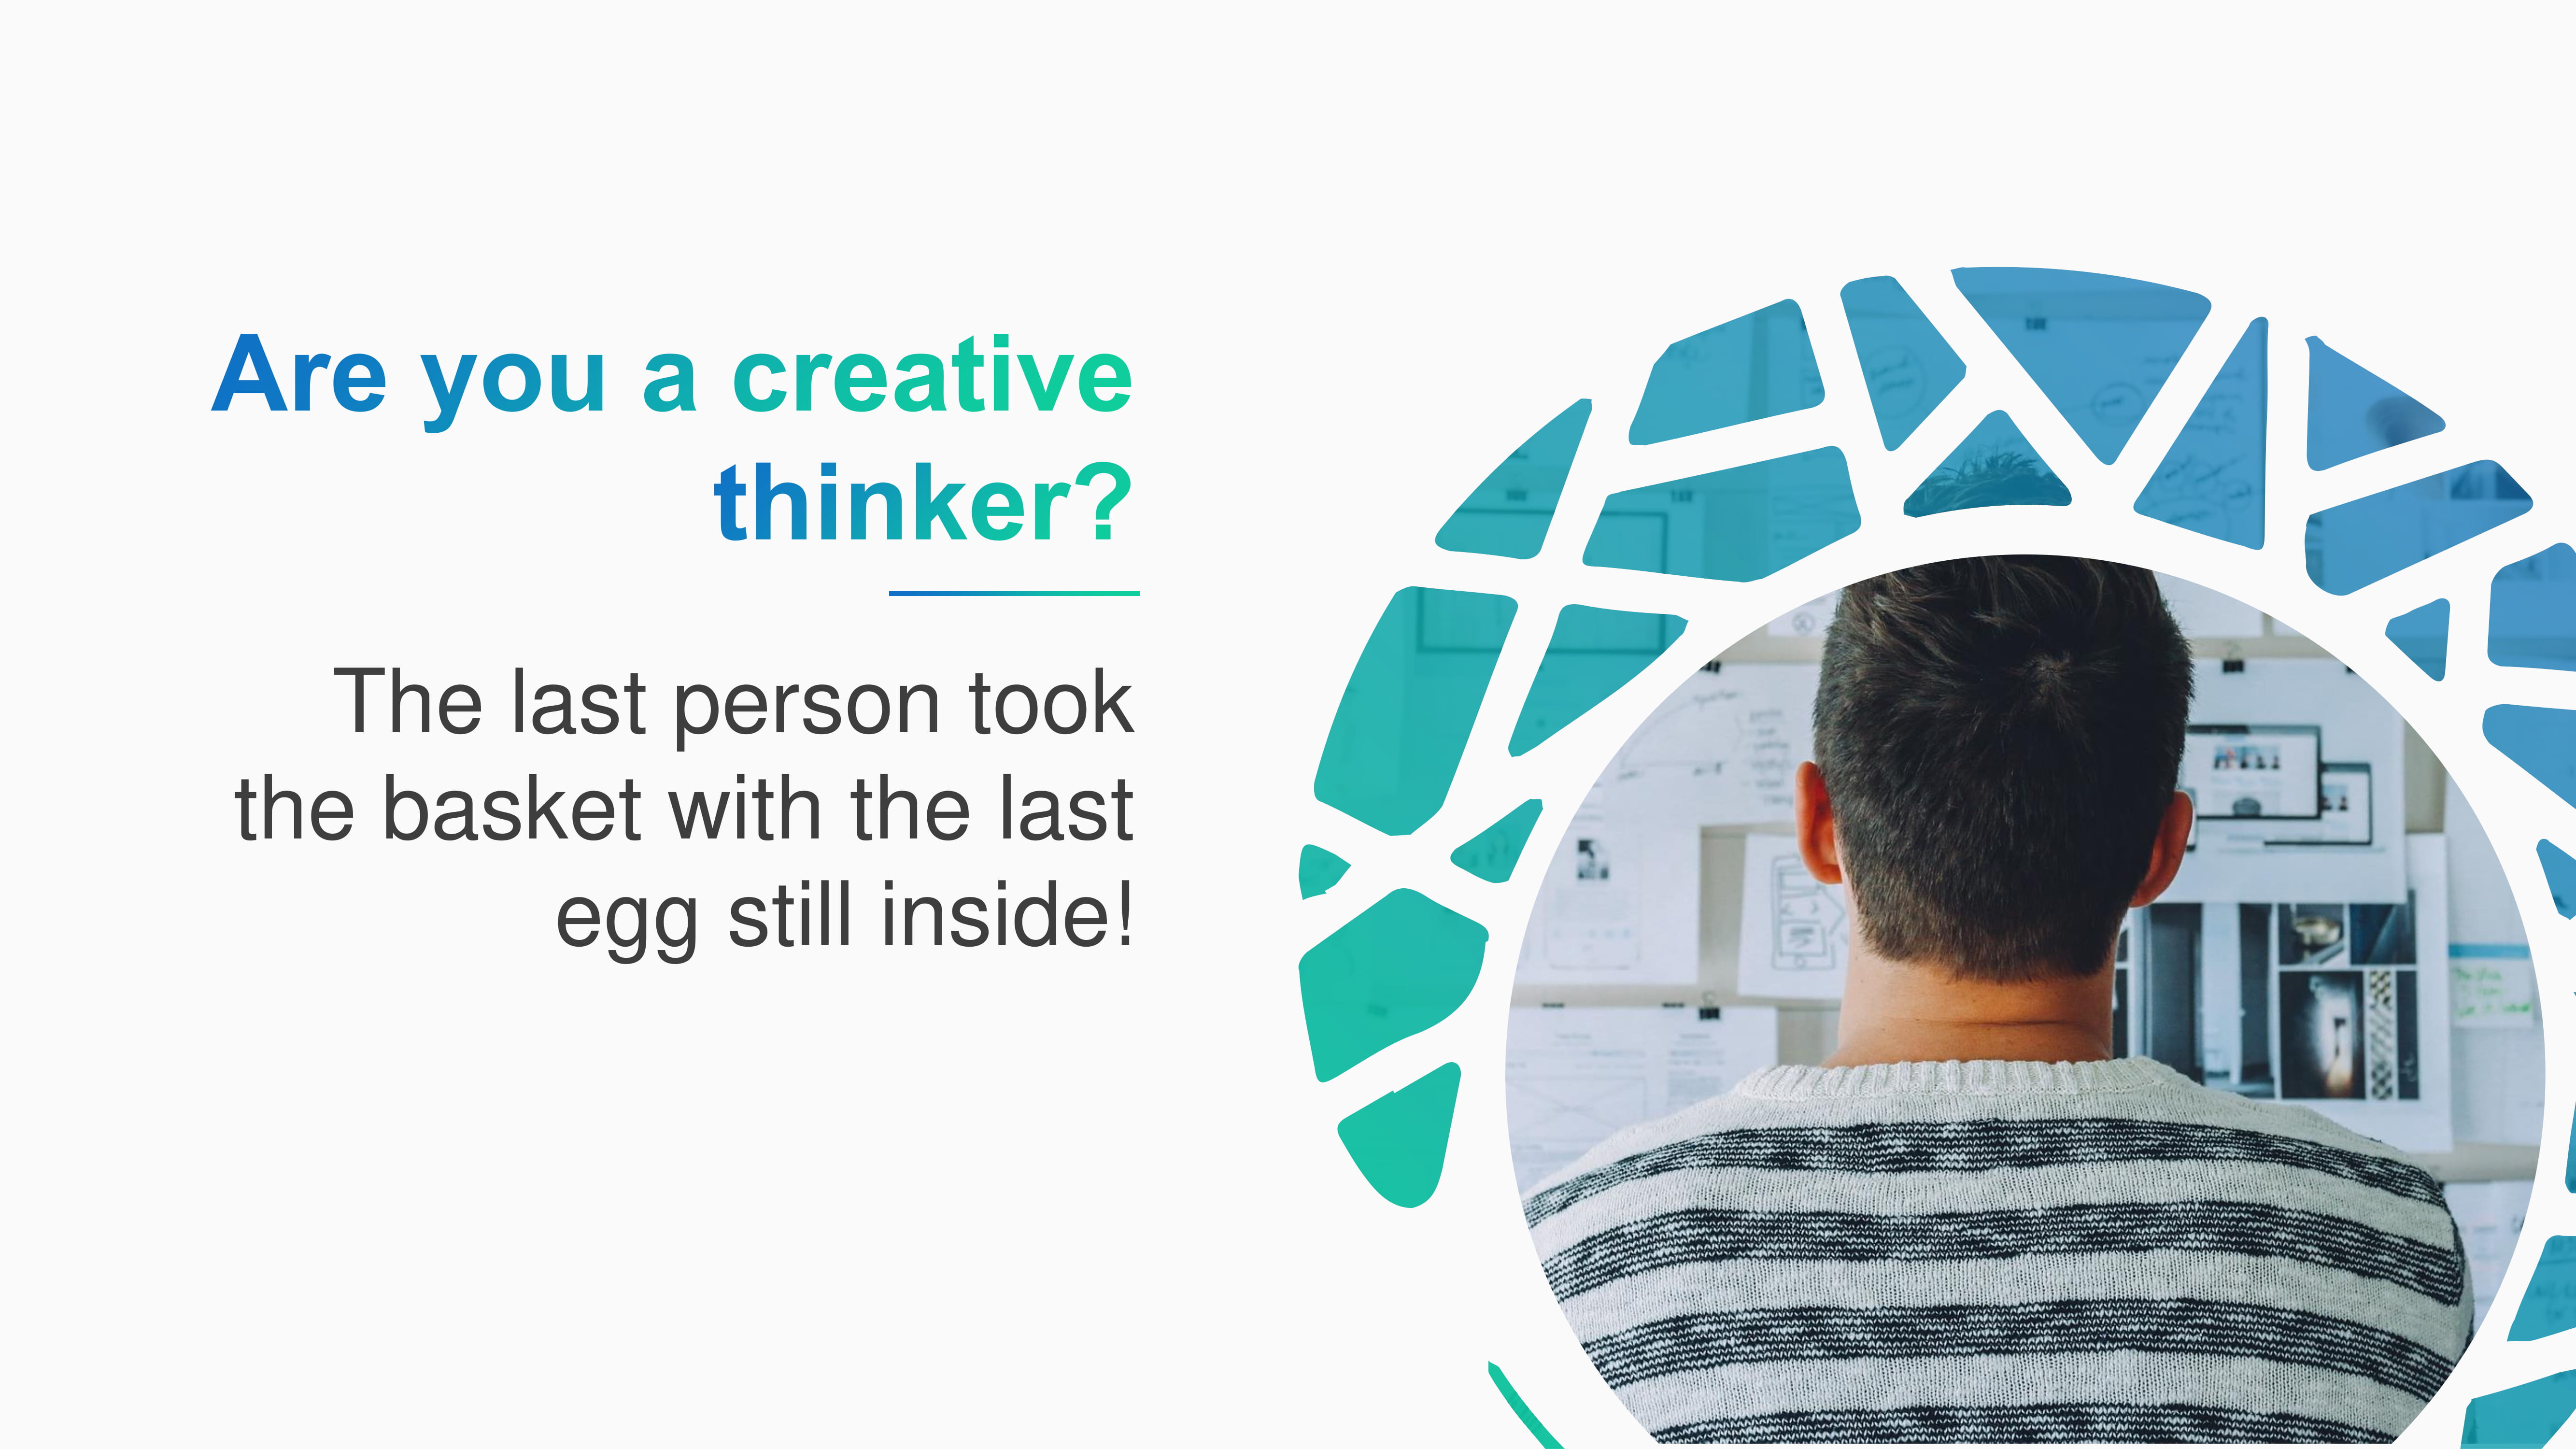 Are you a creative
thinker?
The last person took
the basket with the last
egg still inside!